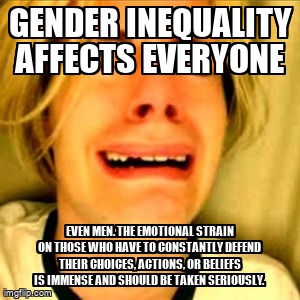 GENDER INEQUALITY
AFFECTS EVERYONE
EVEN MEN. THE EMOTIONAL STRAIN
ON THOSE WHO HAVE TO CONSTANTLY DEFEND
THEIR CHOICES, ACTIONS, OR BELIEFS
IS IMMENSE AND SHOULD BE TAKEN SERIOUSLY.
imgflip.com